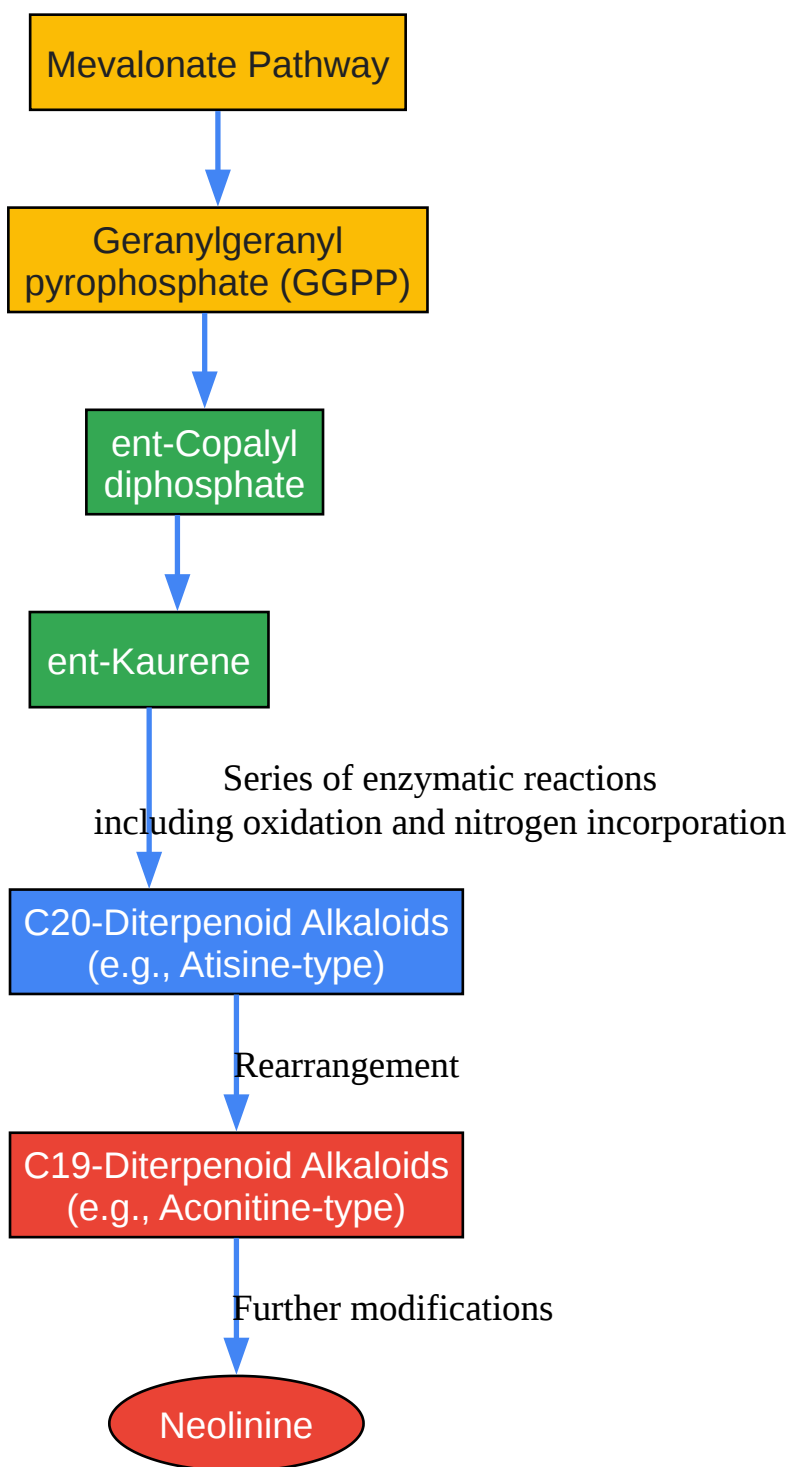 Mevalonate Pathway
Geranylgeranyl
pyrophosphate (GGPP)
ent-Copalyl
diphosphate
ent-Kaurene
Series of enzymatic reactions
including oxidation and nitrogen incorporation
C20-Diterpenoid Alkaloids
(e.g., Atisine-type)
Rearrangement
C19-Diterpenoid Alkaloids
(e.g., Aconitine-type)
Further modifications
Neolinine